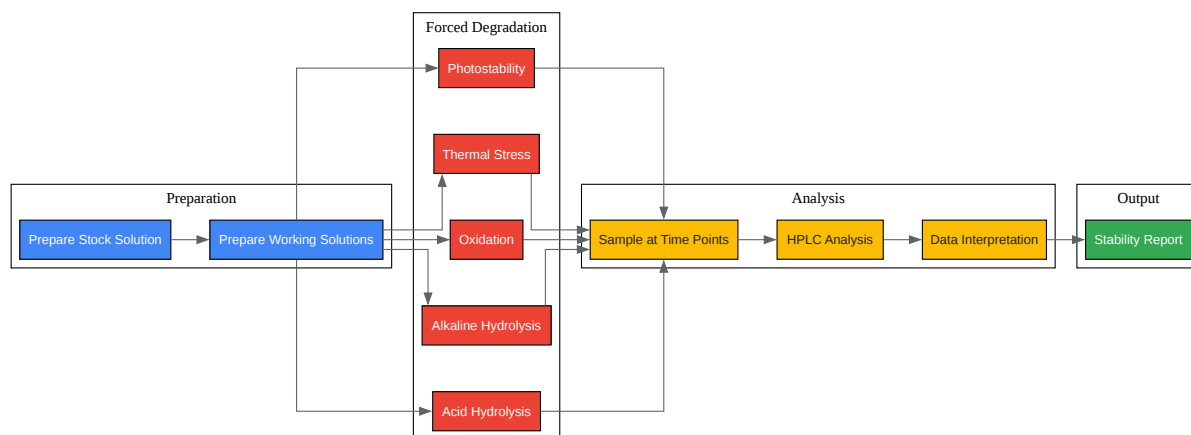 Forced Degradation
Photostability
Thermal Stress
Preparation
Analysis
Output
Prepare Stock Solution
Prepare Working Solutions
Oxidation
Sample at Time Points
HPLC Analysis
Data Interpretation
Stability Report
Alkaline Hydrolysis
Acid Hydrolysis